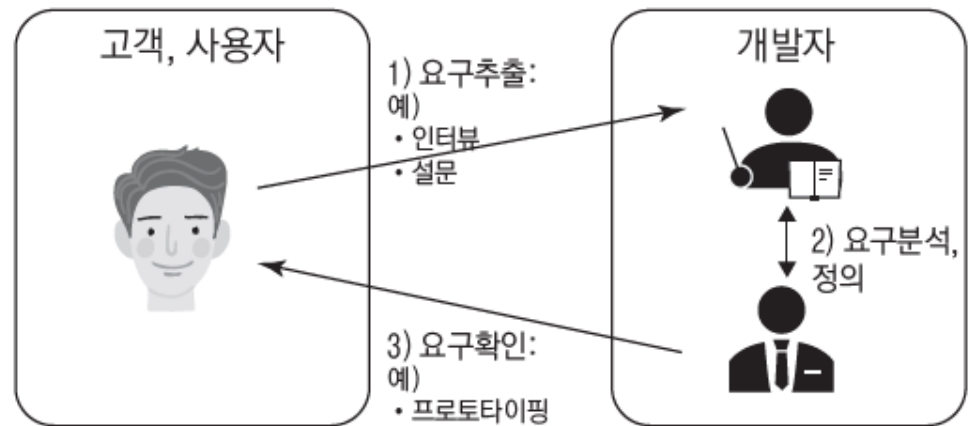 고객, 사용자
개발자
1) 요구추출:
예)
• 인터뷰
• 설문
2) 요구분석,
정의
3) 요구확인:
예)
• 프로토타이핑